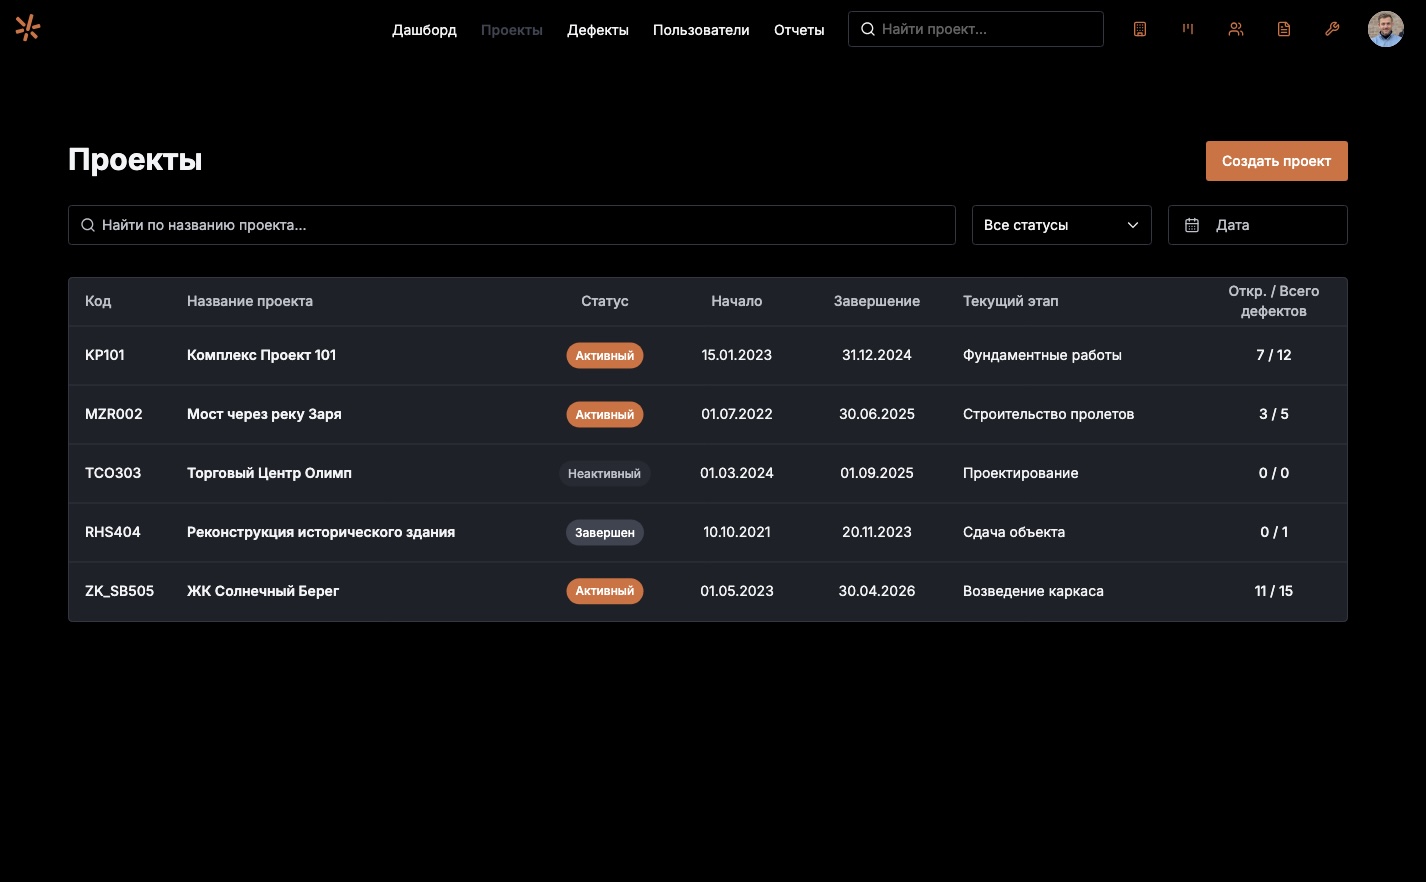 Дашборд Проекты Дефекты Пользователи Отчеты Найти проект...
Проекты
Создать проект
Найти по названию проекта... Все статусы Дата
Код Название проекта Статус Начало Завершение Текущий этап Откр. / Всего
дефектов
KP101 Комплекс Проект 101 Активный 15.01.2023 31.12.2024 Фундаментные работы 7 / 12
MZR002 Мост через реку Заря Активный 01.07.2022 30.06.2025 Строительство пролетов 3 / 5
TCO303 Торговый Центр Олимп Неактивный 01.03.2024 01.09.2025 Проектирование 0 / 0
RHS404 Реконструкция исторического здания Завершен 10.10.2021 20.11.2023 Сдача объекта 0 / 1
ZK_SB505 ЖК Солнечный Берег Активный 01.05.2023 30.04.2026 Возведение каркаса 11 / 15